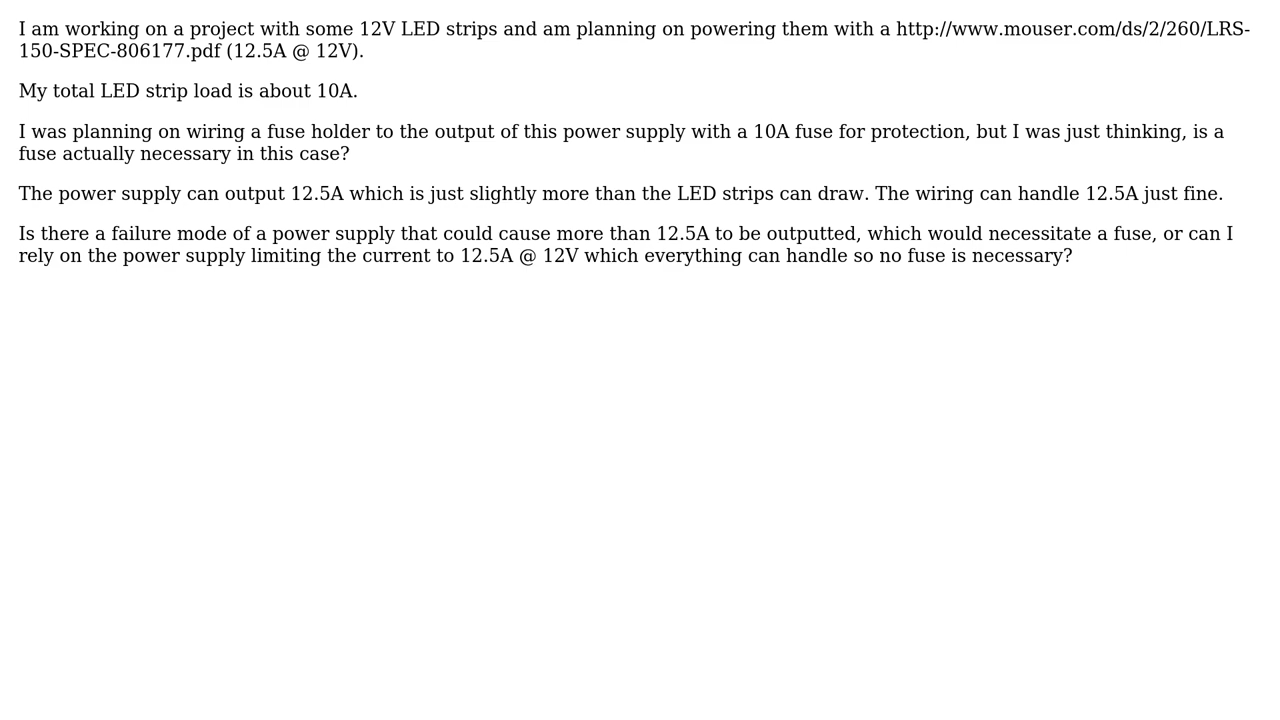 I am working on a project with some 12V LED strips and am planning on powering them with a http://www.mouser.com/ds/2/260/LRS-
150-SPEC-806177.pdf (12.5A @ 12V).
My total LED strip load is about 10A.
I was planning on wiring a fuse holder to the output of this power supply with a 10A fuse for protection, but I was just thinking, is a
fuse actually necessary in this case?
The power supply can output 12.5A which is just slightly more than the LED strips can draw. The wiring can handle 12.5A just fine.
Is there a failure mode of a power supply that could cause more than 12.5A to be outputted, which would necessitate a fuse, or can I
rely on the power supply limiting the current to 12.5A @ 12V which everything can handle so no fuse is necessary?